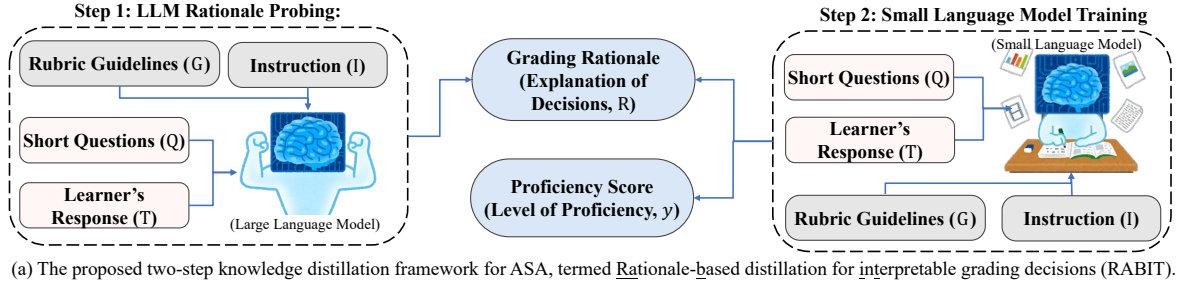 Step 1: LLM Rationale Probing:
Rubric Guidelines (G)
Instruction (I)
Short Questions (Q)
Learner's
Response (T)
(Large Language Model)
Grading Rationale
(Explanation of
Decisions, R)
Proficiency Score
(Level of Proficiency, y)
Step 2: Small Language Model Training
(Small Language Model)
Short Questions (Q)
Learner's
Response (T)
Rubric Guidelines (G)
Instruction (I)
(a) The proposed two-step knowledge distillation framework for ASA, termed Rationale-based distillation for interpretable grading decisions (RABIT).